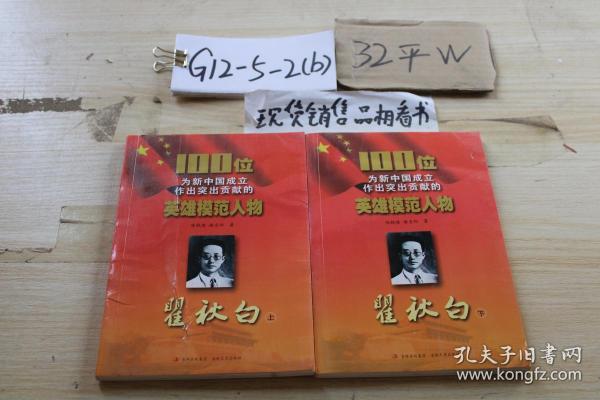 G12-5-2(b)
32平W
现货销售品相看书
100位
为新中国成立
作出突出贡献的
英雄模范人物
著
瞿秋白 上
100位
为新中国成立
作出突出贡献的
英雄模范人物
著
瞿秋白 下
孔夫子旧书网
www.kongfz.com